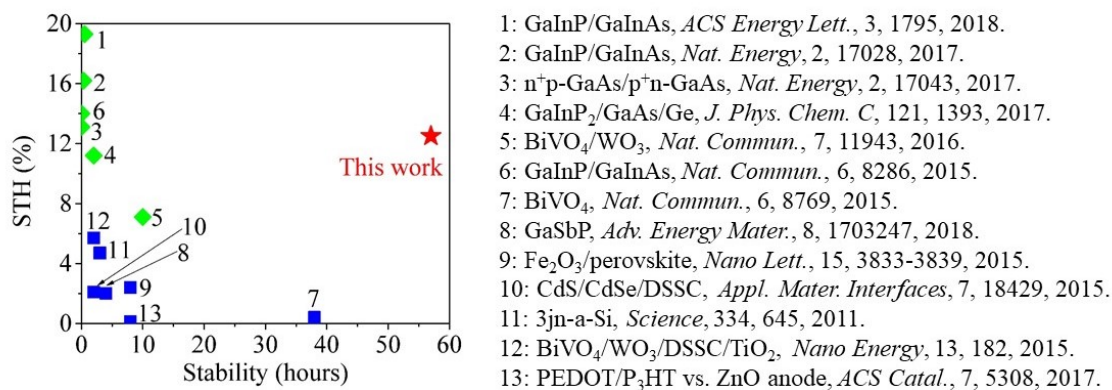 20
16
12
8
4
0
STH (%)
1
2
6
3
4
This work
12
10
5
11
8
9
7
13
0 10 20 30 40 50 60
Stability (hours)
1: GaInP/GaInAs, ACS Energy Lett., 3, 1795, 2018.
2: GaInP/GaInAs, Nat. Energy, 2, 17028, 2017.
3: n⁺p-GaAs/p⁺n-GaAs, Nat. Energy, 2, 17043, 2017.
4: GaInP₂/GaAs/Ge, J. Phys. Chem. C, 121, 1393, 2017.
5: BiVO₄/WO₃, Nat. Commun., 7, 11943, 2016.
6: GaInP/GaInAs, Nat. Commun., 6, 8286, 2015.
7: BiVO₄, Nat. Commun., 6, 8769, 2015.
8: GaSbP, Adv. Energy Mater., 8, 1703247, 2018.
9: Fe₂O₃/perovskite, Nano Lett., 15, 3833-3839, 2015.
10: CdS/CdSe/DSSC, Appl. Mater. Interfaces, 7, 18429, 2015.
11: 3jn-a-Si, Science, 334, 645, 2011.
12: BiVO₄/WO₃/DSSC/TiO₂, Nano Energy, 13, 182, 2015.
13: PEDOT/P₃HT vs. ZnO anode, ACS Catal., 7, 5308, 2017.